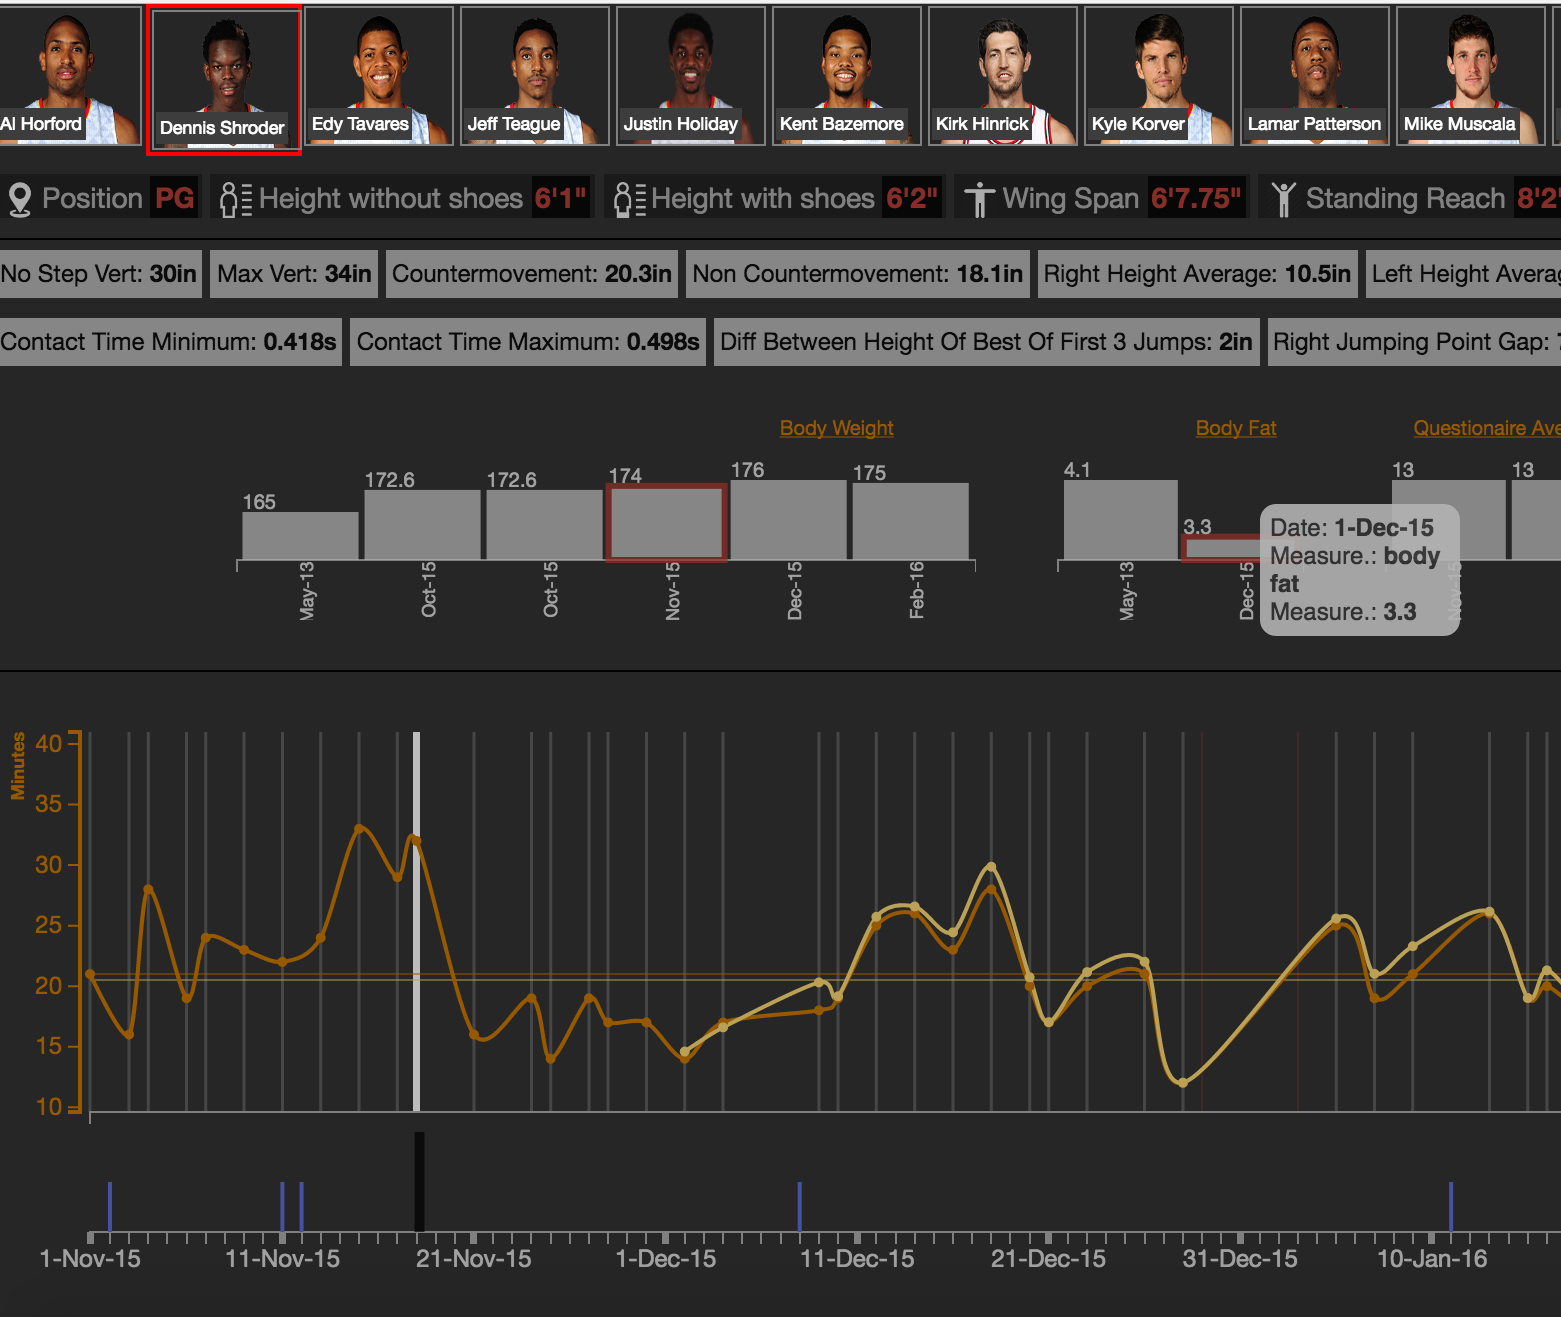 Al Horford
Dennis Shroder
Edy Tavares
Jeff Teague
Justin Holiday
Kent Bazemore
Kirk Hinrick
Kyle Korver
Lamar Patterson
Mike Muscala
Position PG
Height without shoes 6'1"
Height with shoes 6'2"
Wing Span 6'7.75"
Standing Reach 8'2"
No Step Vert: 30in
Max Vert: 34in
Countermovement: 20.3in
Non Countermovement: 18.1in
Right Height Average: 10.5in
Left Height Averag
Contact Time Minimum: 0.418s
Contact Time Maximum: 0.498s
Diff Between Height Of Best Of First 3 Jumps: 2in
Right Jumping Point Gap:
Body Weight
165
172.6
172.6
174
176
175
May-13
Oct-15
Oct-15
Nov-15
Dec-15
Feb-16
Body Fat
4.1
3.3
May-13
Dec-15
Date: 1-Dec-15
Measure.: body
fat
Measure.: 3.3
Questionaire Ave
13
13
Nov-15
Minutes
40
35
30
25
20
15
10
1-Nov-15
11-Nov-15
21-Nov-15
1-Dec-15
11-Dec-15
21-Dec-15
31-Dec-15
10-Jan-16